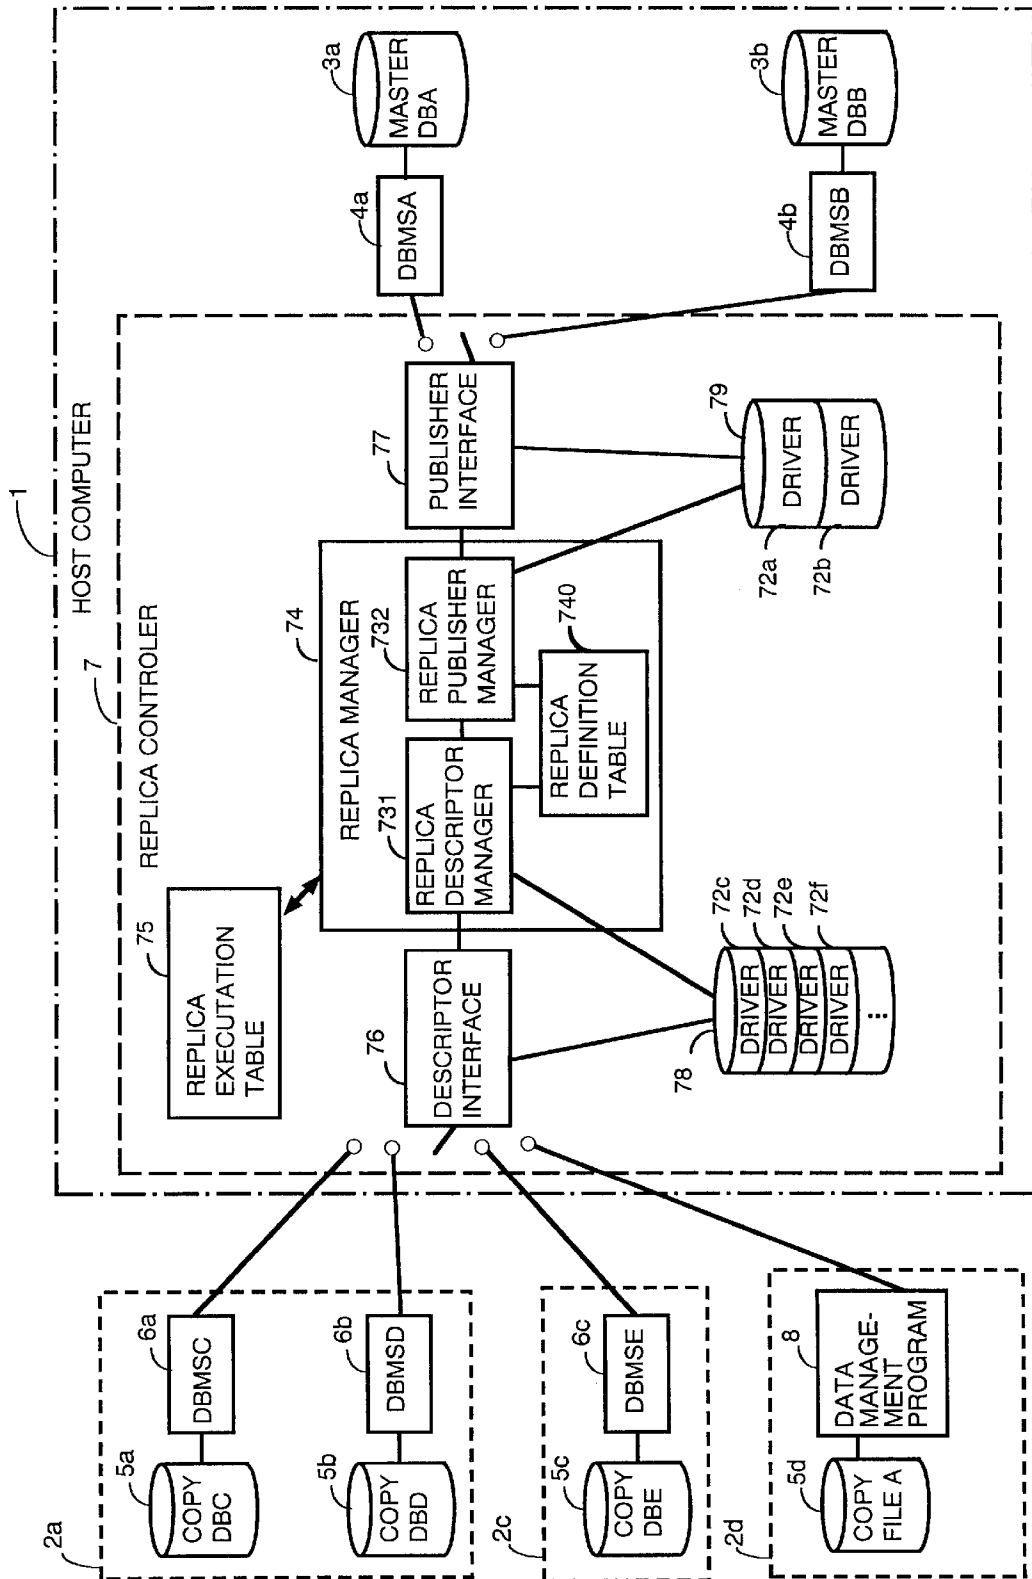 1
HOST COMPUTER
7
REPLICA CONTROLER
75
REPLICA
EXECUTATION
TABLE
74
REPLICA MANAGER
731
REPLICA
DESCRIPTOR
MANAGER
732
REPLICA
PUBLISHER
MANAGER
740
REPLICA
DEFINITION
TABLE
76
DESCRIPTOR
INTERFACE
77
PUBLISHER
INTERFACE
78
DRIVER
DRIVER
DRIVER
DRIVER
...
72c
72d
72e
72f
79
DRIVER
DRIVER
72a
72b
4a
DBMSA
3a
MASTER
DBA
4b
DBMSB
3b
MASTER
DBB
2a
5a
COPY
DBC
6a
DBMSC
5b
COPY
DBD
6b
DBMSD
2c
5c
COPY
DBE
6c
DBMSE
2d
5d
COPY
FILE A
8
DATA
MANAGE-
MENT
PROGRAM